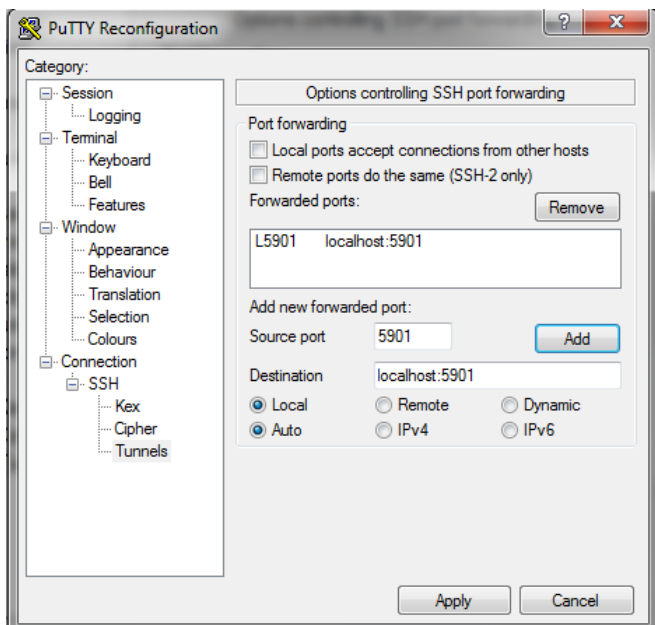 PuTTY Reconfiguration
?
X
Category:
Session
Logging
Terminal
Keyboard
Bell
Features
Window
Appearance
Behaviour
Translation
Selection
Colours
Connection
SSH
Kex
Cipher
Tunnels
Options controlling SSH port forwarding
Port forwarding
Local ports accept connections from other hosts
Remote ports do the same (SSH-2 only)
Forwarded ports:
Remove
L5901 localhost:5901
Add new forwarded port:
Source port 5901 Add
Destination localhost:5901
Local Remote Dynamic
Auto IPv4 IPv6
Apply Cancel